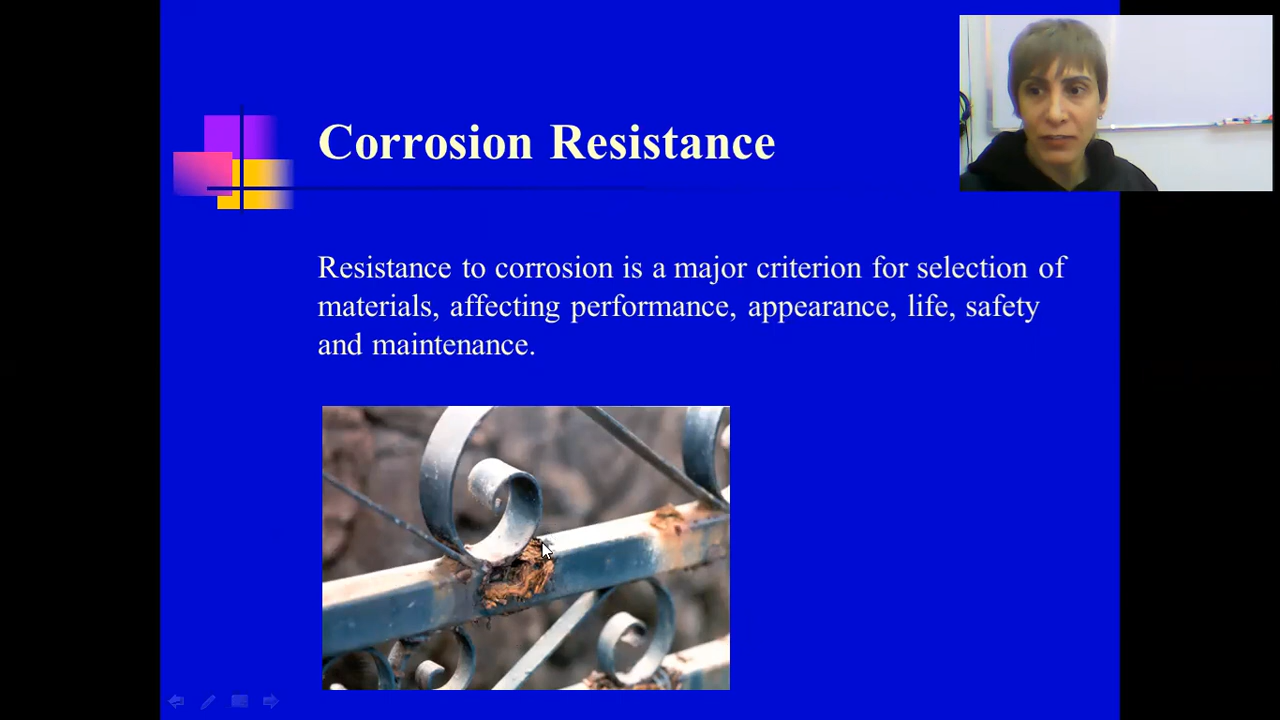 Corrosion Resistance
Resistance to corrosion is a major criterion for selection of
materials, affecting performance, appearance, life, safety
and maintenance.